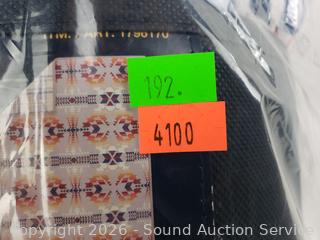 ITM. / ART. 1796170
192.
4100
Copyright 2026 - Sound Auction Service